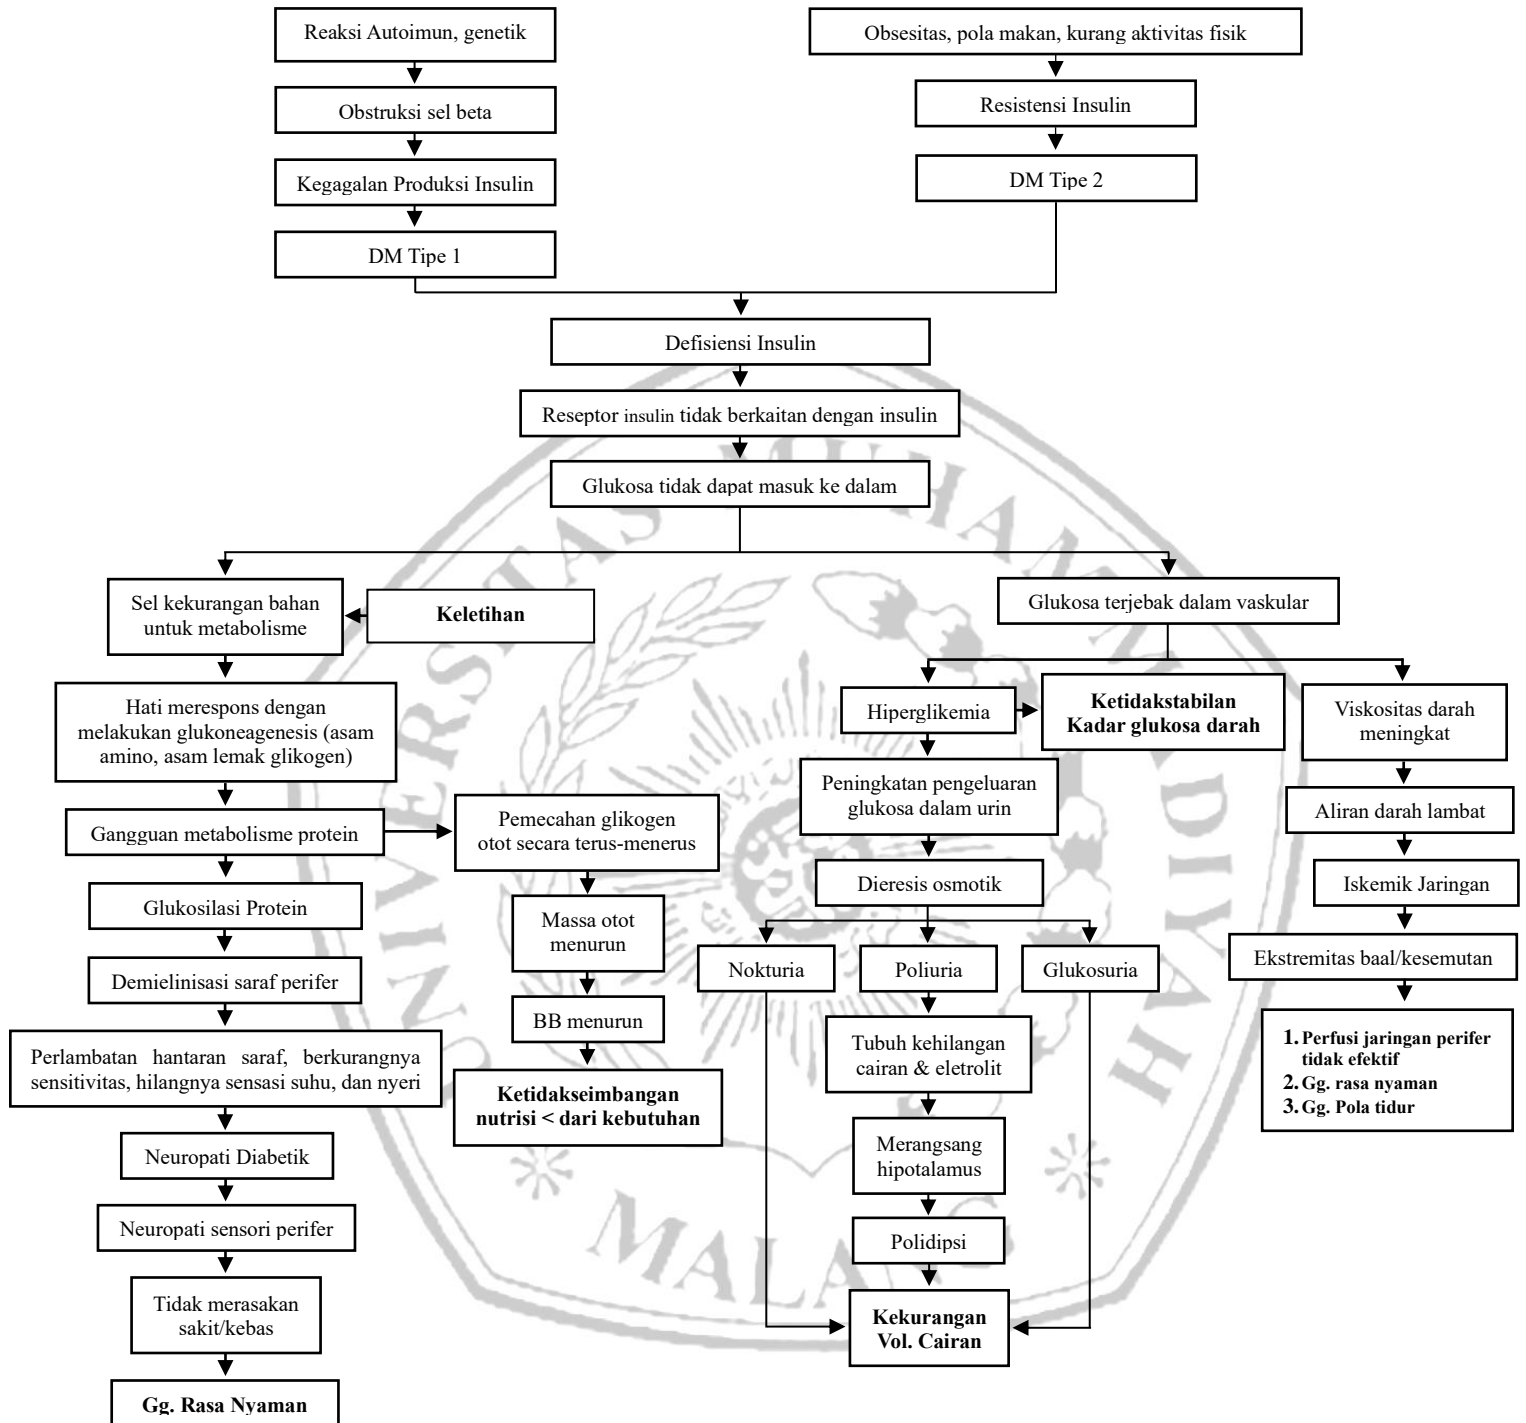 Reaksi Autoimun, genetik
Obsesitas, pola makan, kurang aktivitas fisik
Obstruksi sel beta
Resistensi Insulin
Kegagalan Produksi Insulin
DM Tipe 2
DM Tipe 1
Defisiensi Insulin
Reseptor insulin tidak berkaitan dengan insulin
Glukosa tidak dapat masuk ke dalam
Sel kekurangan bahan
untuk metabolisme
Keletihan
Glukosa terjebak dalam vaskular
Hati merespons dengan
melakukan glukoneagenesis (asam
amino, asam lemak glikogen)
Hiperglikemia
Ketidakstabilan
Kadar glukosa darah
Viskositas darah
meningkat
Gangguan metabolisme protein
Pemecahan glikogen
otot secara terus-menerus
Peningkatan pengeluaran
glukosa dalam urin
Aliran darah lambat
Glukosilasi Protein
Massa otot
menurun
Dieresis osmotik
Iskemik Jaringan
Demielinisasi saraf perifer
BB menurun
Nokturia
Poliuria
Glukosuria
Ekstremitas baal/kesemutan
Perlambatan hantaran saraf, berkurangnya
sensitivitas, hilangnya sensasi suhu, dan nyeri
Ketidakseimbangan
nutrisi < dari kebutuhan
Tubuh kehilangan
cairan & eletrolit
1. Perfusi jaringan perifer
tidak efektif
2. Gg. rasa nyaman
3. Gg. Pola tidur
Neuropati Diabetik
Merangsang
hipotalamus
Neuropati sensori perifer
Polidipsi
Tidak merasakan
sakit/kebas
Kekurangan
Vol. Cairan
Gg. Rasa Nyaman
UNIVERSITAS MUHAMMADIYAH
MALANG